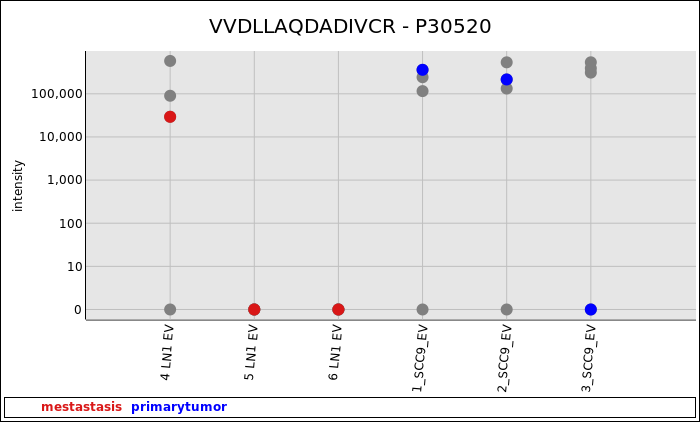 VVDLLAQDADIVCR - P30520
intensity
100,000
10,000
1,000
100
10
0
4 LN1 EV
5 LN1 EV
6 LN1 EV
1_SCC9_EV
2_SCC9_EV
3_SCC9_EV
mestastasis primarytumor